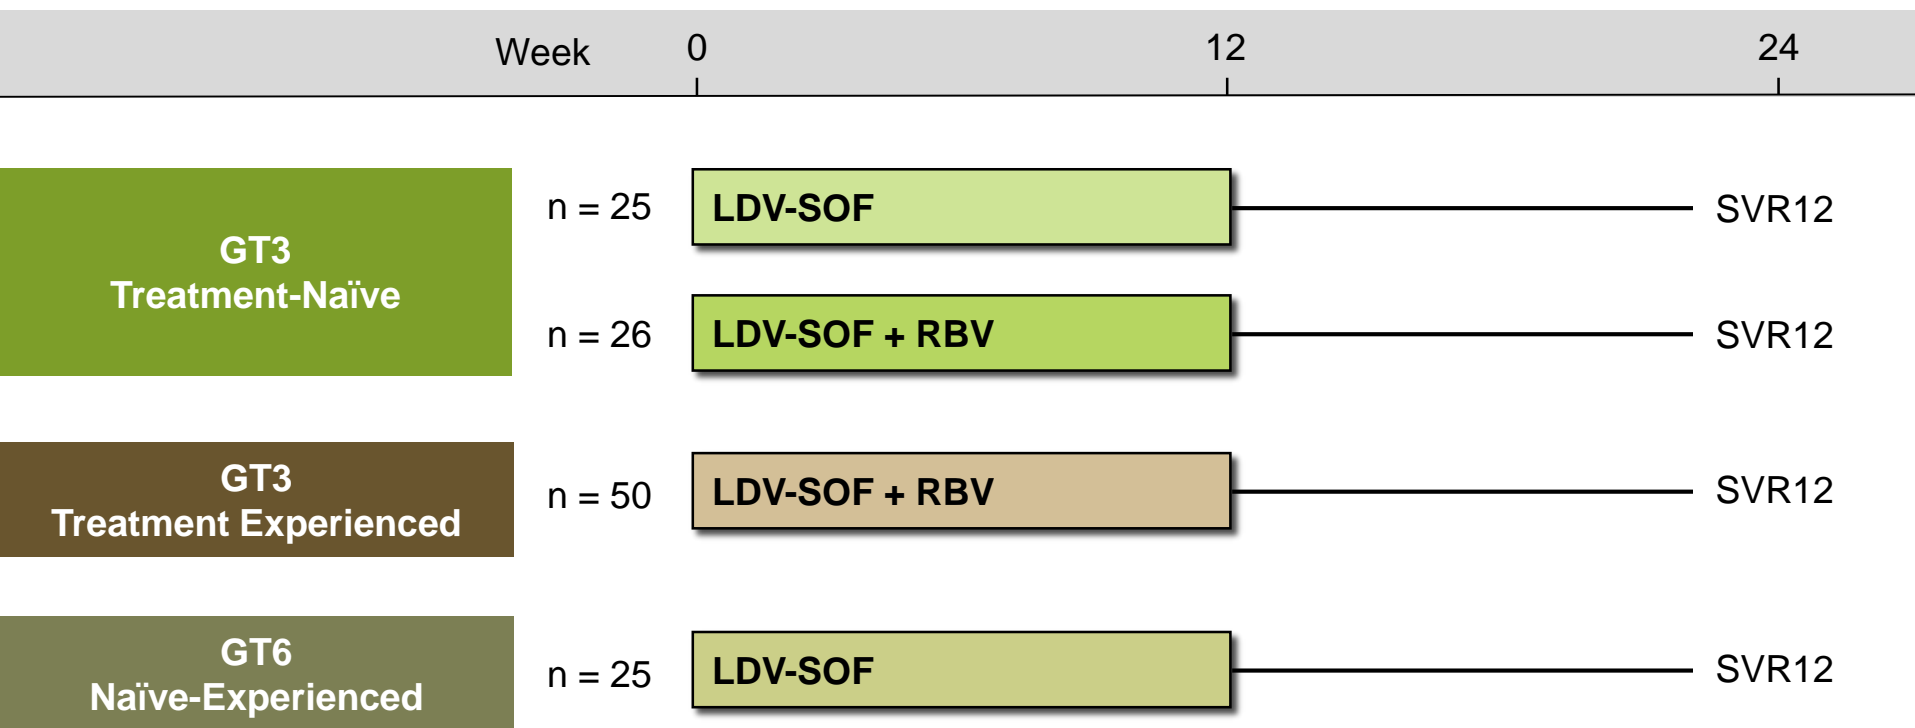 Week 0 12 24
GT3
Treatment-Naïve
n = 25 LDV-SOF SVR12
n = 26 LDV-SOF + RBV SVR12
GT3
Treatment Experienced
n = 50 LDV-SOF + RBV SVR12
GT6
Naïve-Experienced
n = 25 LDV-SOF SVR12